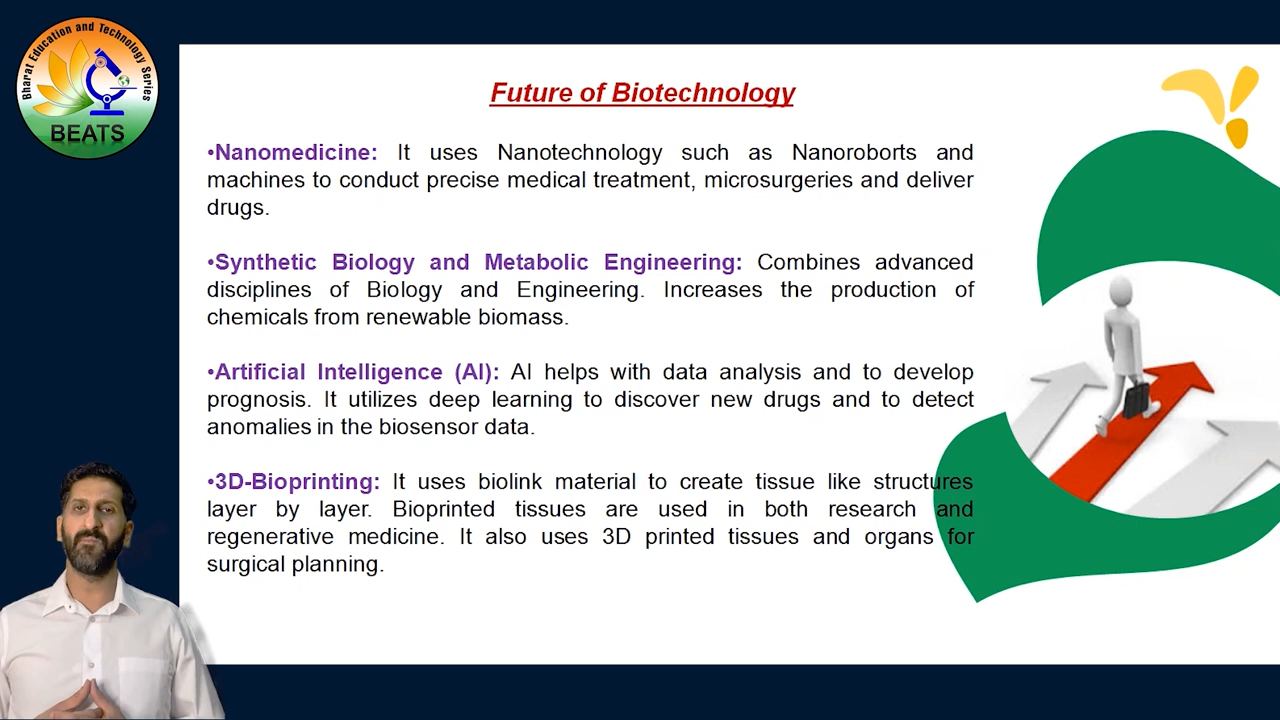 Bharat Education and Technology Series
BEATS
Future of Biotechnology
•Nanomedicine: It uses Nanotechnology such as Nanoroborts and
machines to conduct precise medical treatment, microsurgeries and deliver
drugs.
•Synthetic Biology and Metabolic Engineering: Combines advanced
disciplines of Biology and Engineering. Increases the production of
chemicals from renewable biomass.
•Artificial Intelligence (AI): AI helps with data analysis and to develop
prognosis. It utilizes deep learning to discover new drugs and to detect
anomalies in the biosensor data.
•3D-Bioprinting: It uses biolink material to create tissue like structures
layer by layer. Bioprinted tissues are used in both research and
regenerative medicine. It also uses 3D printed tissues and organs for
surgical planning.